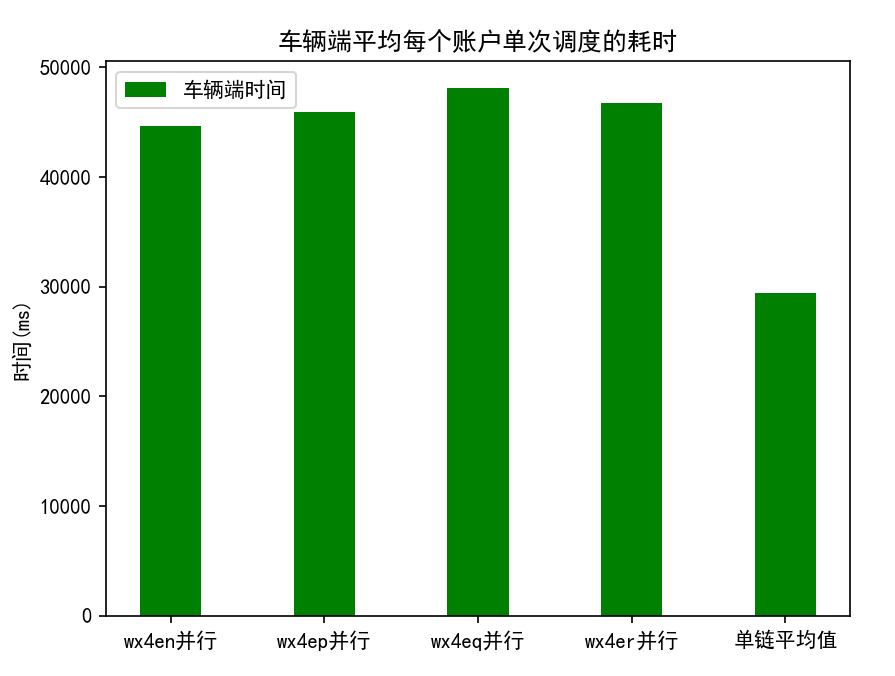 车辆端平均每个账户单次调度的耗时
车辆端时间
时间(ms)
50000
40000
30000
20000
10000
0
wx4en并行
wx4ep并行
wx4eq并行
wx4er并行
单链平均值